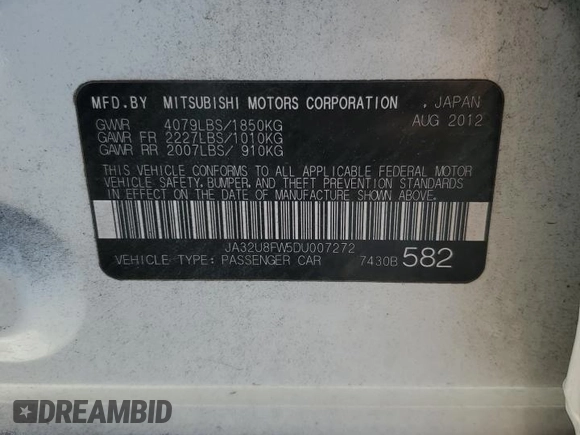 MFD.BY MITSUBISHI MOTORS CORPORATION , JAPAN
GVWR 4079LBS/1850KG AUG 2012
GAWR FR 2227LBS/1010KG
GAWR RR 2007LBS/ 910KG
THIS VEHICLE CONFORMS TO ALL APPLICABLE FEDERAL MOTOR
VEHICLE SAFETY, BUMPER, AND THEFT PREVENTION STANDARDS
IN EFFECT ON THE DATE OF MANUFACTURE SHOWN ABOVE.
JA32U8FW5DU007272
VEHICLE TYPE: PASSENGER CAR 7430B 582
DREAMBID